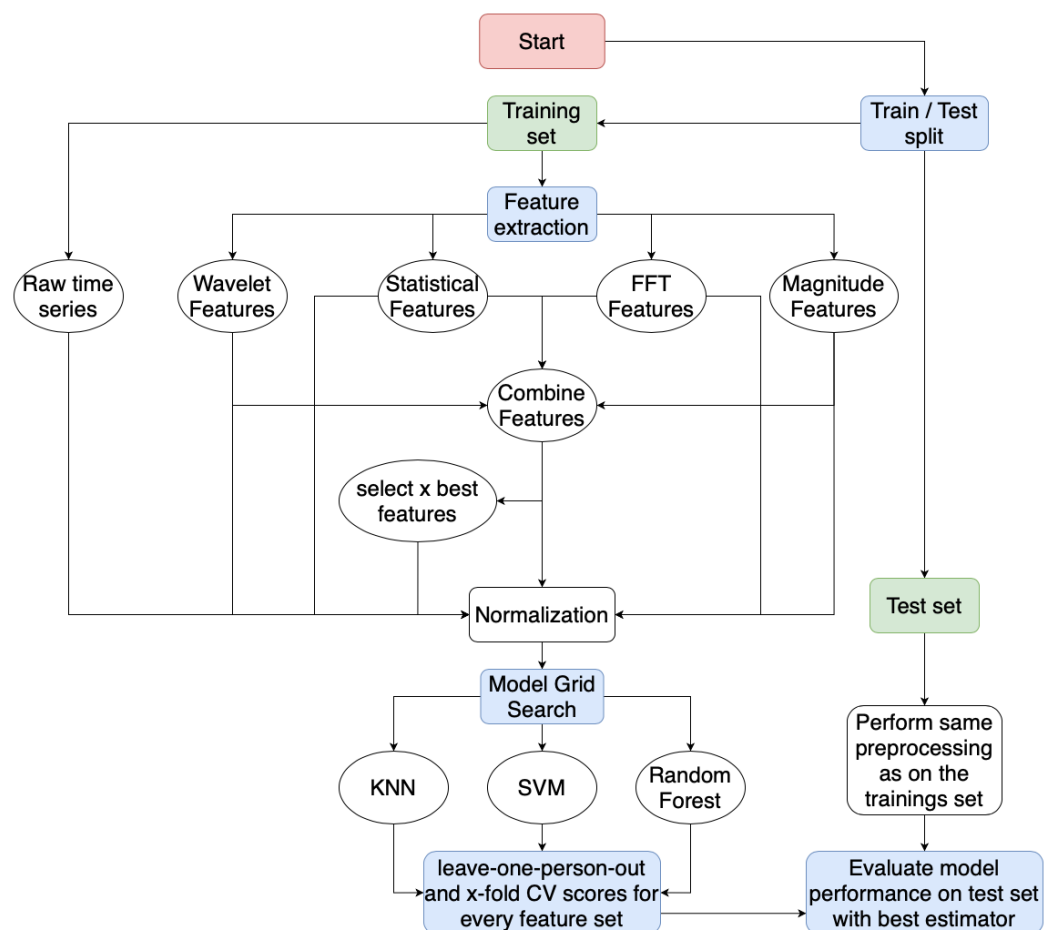 Start
Training
set
Train / Test
split
Feature
extraction
Raw time
series
Wavelet
Features
Statistical
Features
FFT
Features
Magnitude
Features
Combine
Features
select x best
features
Normalization
Test set
Model Grid
Search
Perform same
preprocessing
as on the
trainings set
KNN
SVM
Random
Forest
leave-one-person-out
and x-fold CV scores for
every feature set
Evaluate model
performance on test set
with best estimator